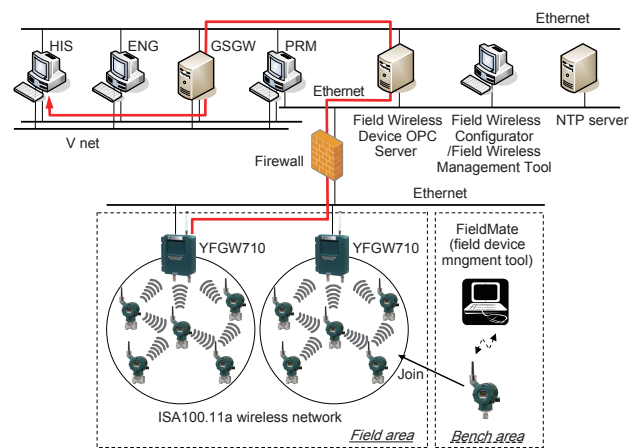 Ethernet
HIS
ENG
GSGW
PRM
Ethernet
V net
Field Wireless
Device OPC
Server
Field Wireless
Configurator
/Field Wireless
Management Tool
NTP server
Firewall
Ethernet
YFGW710
YFGW710
FieldMate
(field device
mngment tool)
Join
ISA100.11a wireless network
Field area
Bench area